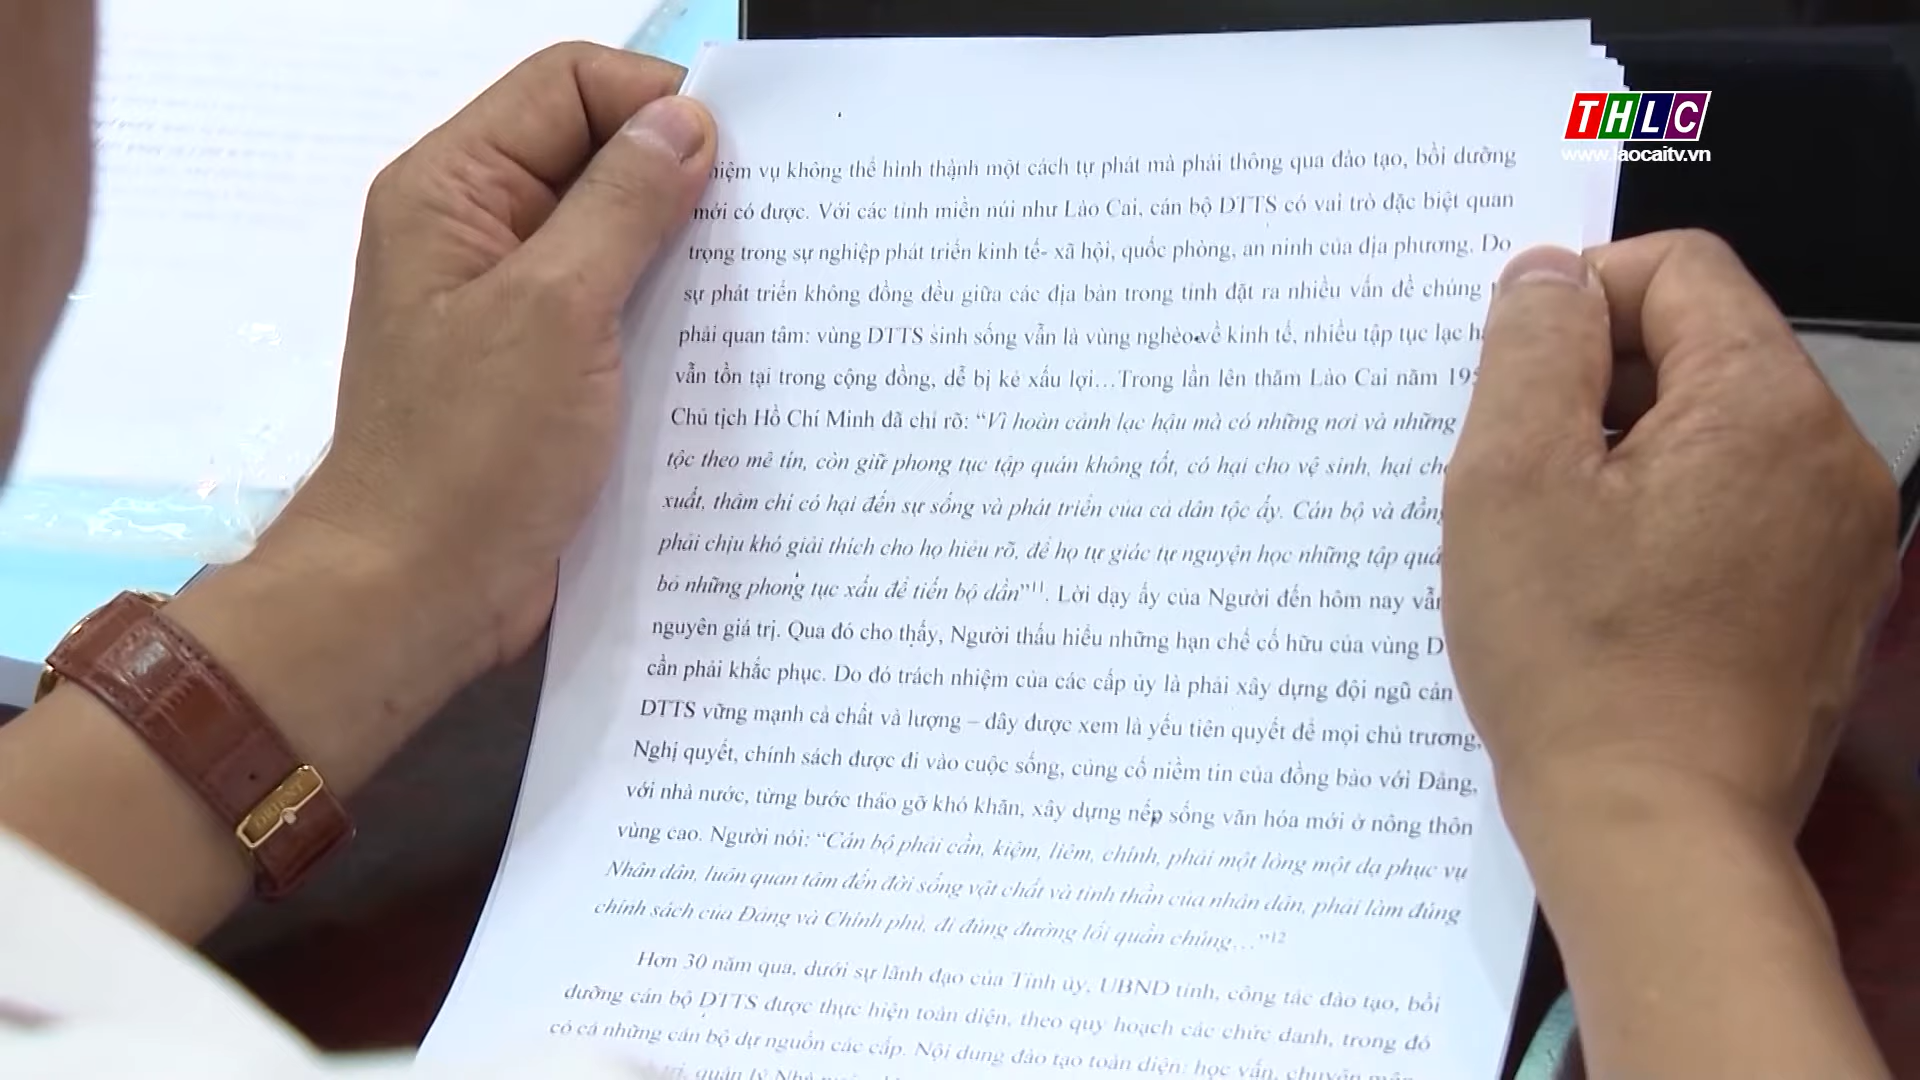 THLC
www.laocaitv.vn
vụ không thể hình thành một cách tự phát mà phải thông qua đào tạo, bồi dưỡng
mới có được. Với các tỉnh miền núi như Lào Cai, cán bộ DTTS có vai trò đặc biệt quan
trọng trong sự nghiệp phát triển kinh tế- xã hội, quốc phòng, an ninh của địa phương. Do
sự phát triển không đồng đều giữa các địa bàn trong tỉnh đặt ra nhiều vấn đề chúng
phải quan tâm: vùng DTTS sinh sống vẫn là vùng nghèo về kinh tế, nhiều tập tục lạc
vẫn tồn tại trong cộng đồng, dễ bị kẻ xấu lợi…Trong lần lên thăm Lào Cai năm
Chủ tịch Hồ Chí Minh đã chỉ rõ: “Vì hoàn cảnh lạc hậu mà có những nơi và những
tộc theo mê tín, còn giữ phong tục tập quán không tốt, có hại cho vệ sinh, hại
xuất, thăm chí có hại đến sự sống và phát triển của cả dân tộc ấy. Cán bộ và
phải chịu khó giải thích cho họ hiểu rõ, để họ tự giác tự nguyện học những tập
bỏ những phong tục xấu để tiến bộ dần”11. Lời dạy ấy của Người đến hôm nay
nguyên giá trị. Qua đó cho thấy, Người thấu hiểu những hạn chế cố hữu của vùng
cần phải khắc phục. Do đó trách nhiệm của các cấp ủy là phải xây dựng đội ngũ cán
DTTS vững mạnh cả chất và lượng – đây được xem là yếu tiên quyết để mọi chủ trương,
Nghị quyết, chính sách được đi vào cuộc sống, củng cố niềm tin của đồng bào với Đảng,
với nhà nước, từng bước tháo gỡ khó khăn, xây dựng nếp sống văn hóa mới ở nông thôn
vùng cao. Người nói: “Cán bộ phải cần, kiệm, liêm, chính, phải một lòng một dạ phục vụ
Nhân dân, luôn quan tâm đến đời sống vật chất và tinh thần của nhân dân, phải làm đúng
chính sách của Đảng và Chính phủ, đi đúng đường lối quần chúng…”12
Hơn 30 năm qua, dưới sự lãnh đạo của Tỉnh ủy, UBND tỉnh, công tác đào tạo, bồi
dưỡng cán bộ DTTS được thực hiện toàn diện, theo quy hoạch các chức danh, trong đó
có cả những cán bộ dự nguồn các cấp. Nội dung đào tạo toàn diện: học vấn, chuyên
quản lý
ORIENT